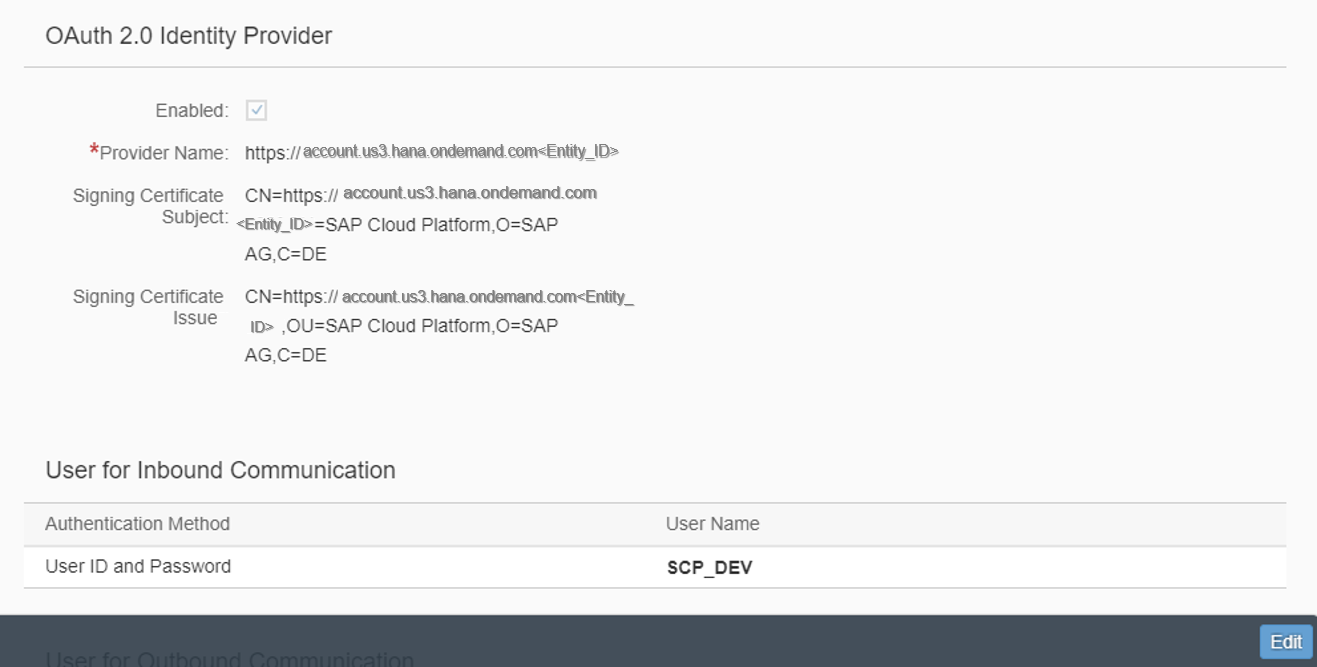 OAuth 2.0 Identity Provider
Enabled:
*Provider Name: https://account.us3.hana.ondemand.com<Entity_ID>
Signing Certificate CN=https:// account.us3.hana.ondemand.com
Subject: <Entity_ID>=SAP Cloud Platform,O=SAP
AG,C=DE
Signing Certificate CN=https:// account.us3.hana.ondemand.com<Entity_
Issue ID> ,OU=SAP Cloud Platform,O=SAP
AG,C=DE
User for Inbound Communication
Authentication Method User Name
User ID and Password SCP_DEV
User for Outbound Communication
Edit